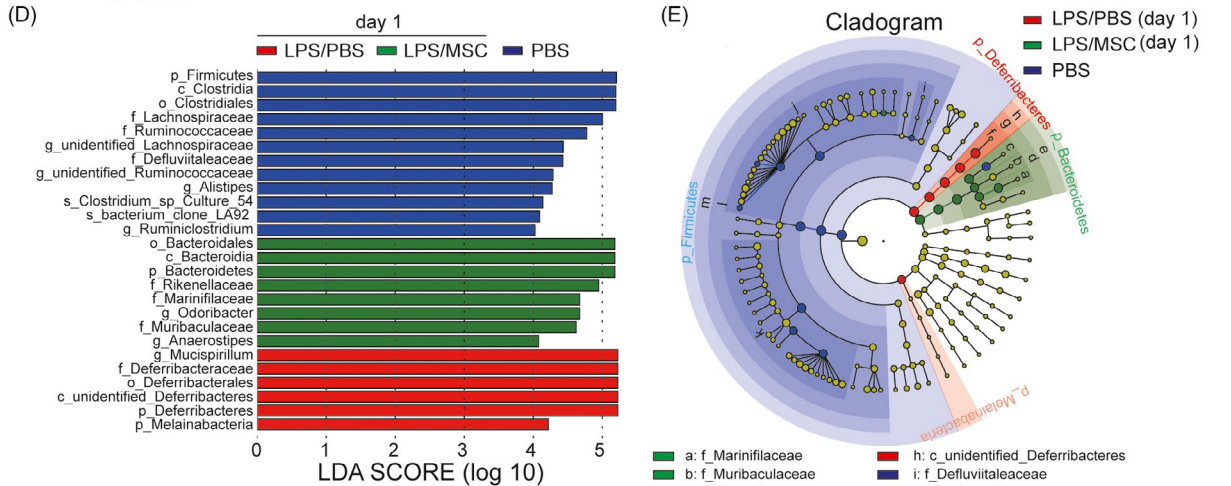 (D)
day 1
LPS/PBS LPS/MSC PBS
p_Firmicutes
c_Clostridia
o_Clostridiales
f_Lachnospiraceae
f_Ruminococcaceae
g_unidentified_Lachnospiraceae
f_Defluviitaleaceae
g_unidentified_Ruminococcaceae
g_Alistipes
s_Clostridium_sp_Culture_54
s_bacterium_clone_LA92
g_Ruminiclostridium
o_Bacteroidales
c_Bacteroidia
p_Bacteroidetes
f_Rikenellaceae
f_Marinifilaceae
g_Odoribacter
f_Muribaculaceae
g_Anaerostipes
g_Mucispirillum
f_Deferribacteraceae
o_Deferribacterales
c_unidentified_Deferribacteres
p_Deferribacteres
p_Melainabacteria
0 1 2 3 4 5
LDA SCORE (log 10)
(E)
Cladogram
LPS/PBS (day 1)
LPS/MSC (day 1)
PBS
p_Deferribacteres
h
g
f
p_Bacteroidetes
e
d
c
b
a
p_Firmicutes
m
p_Melainabacteria
a: f_Marinifilaceae
b: f_Muribaculaceae
h: c_unidentified_Deferribacteres
i: f_Defluviitaleaceae